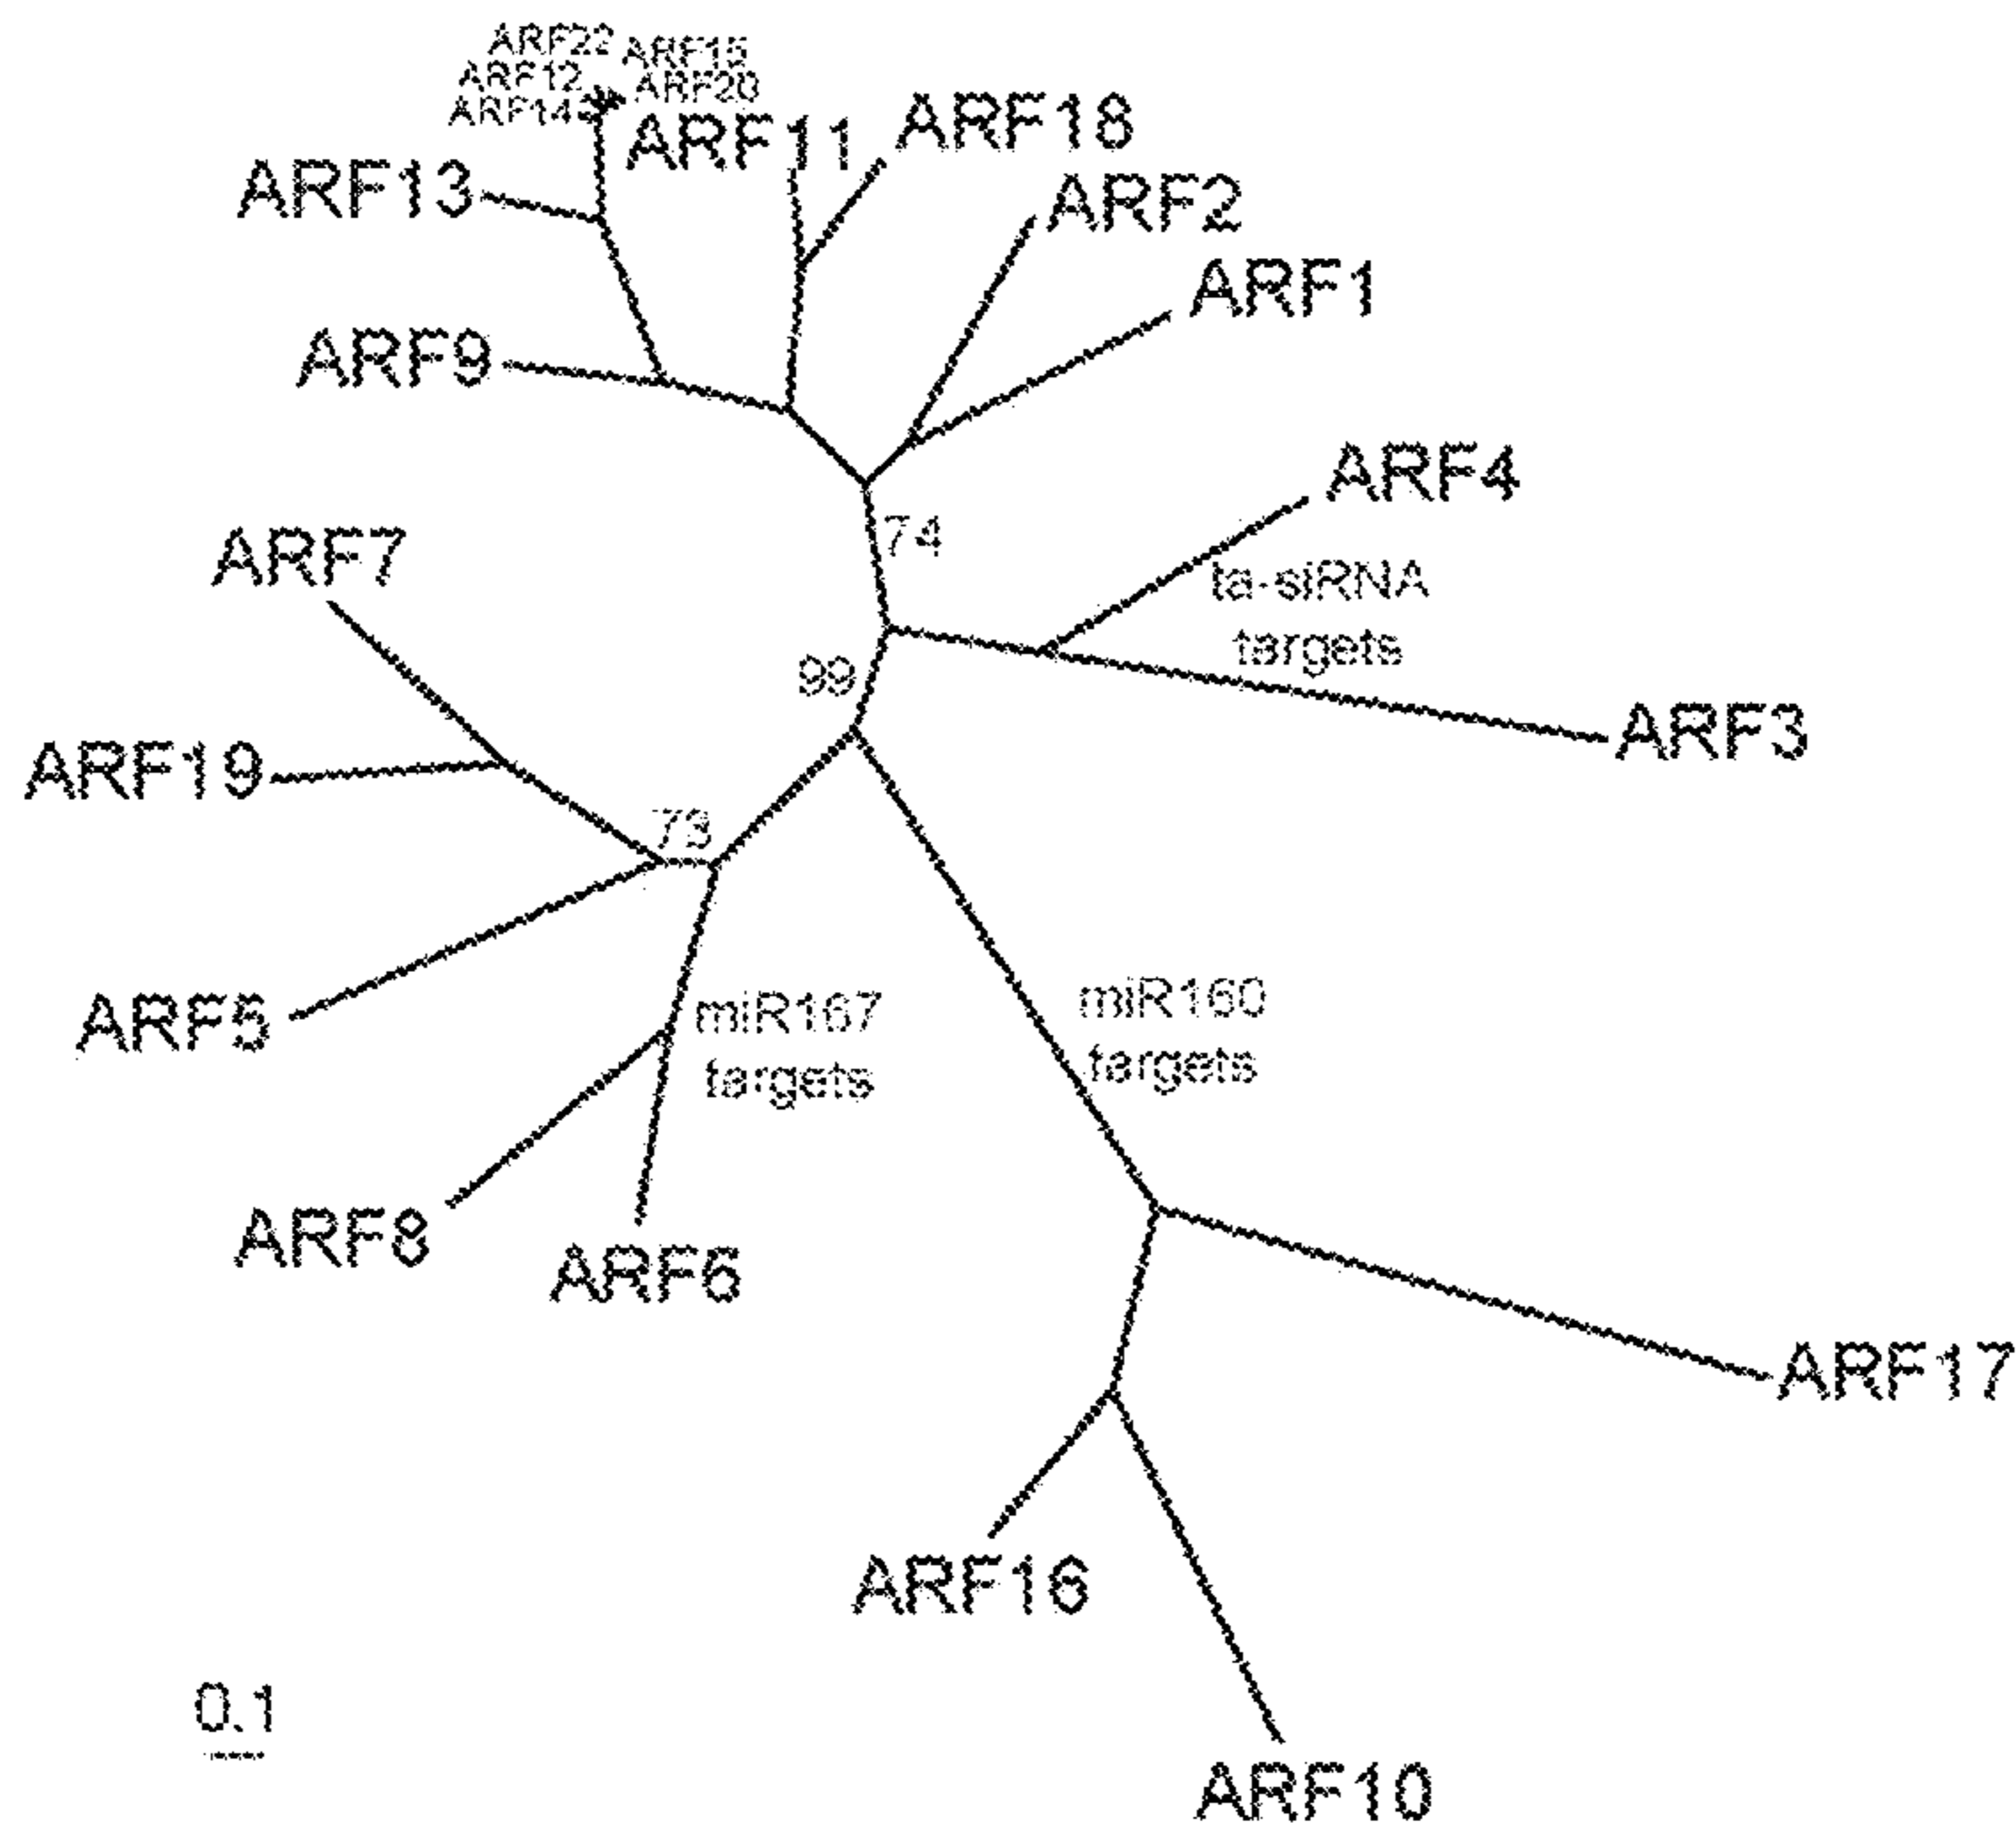 ARF22 ARF15
ARF12 ARF20
ARF14
ARF11 ARF18
ARF13
ARF2
ARF1
ARF9
ARF4
74
ARF7
ta-siRNA
targets
99
ARF3
ARF19
73
ARF5
miR167
targets
miR160
targets
ARF8
ARF6
ARF17
ARF16
0.1
ARF10